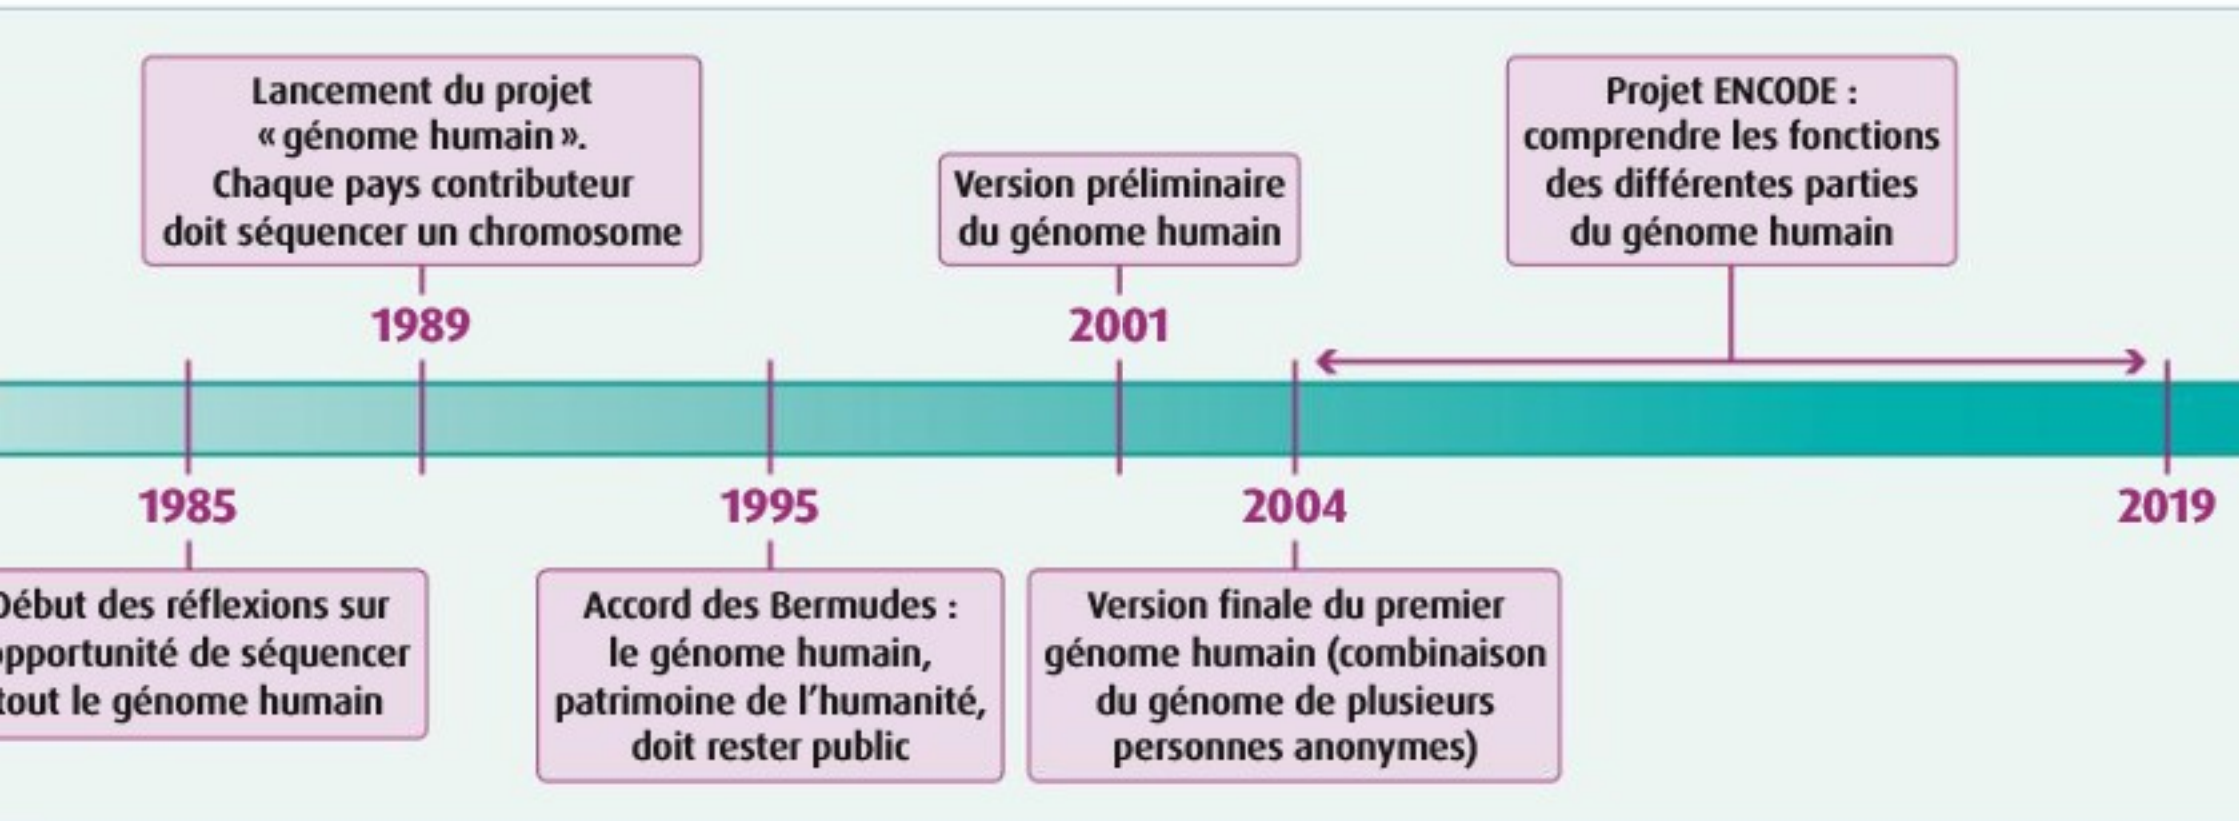 Lancement du projet
« génome humain ».
Chaque pays contributeur
doit séquencer un chromosome
1989
Version préliminaire
du génome humain
2001
Projet ENCODE :
comprendre les fonctions
des différentes parties
du génome humain
1985
Début des réflexions sur
opportunité de séquencer
tout le génome humain
1995
Accord des Bermudes :
le génome humain,
patrimoine de l'humanité,
doit rester public
2004
Version finale du premier
génome humain (combinaison
du génome de plusieurs
personnes anonymes)
2019